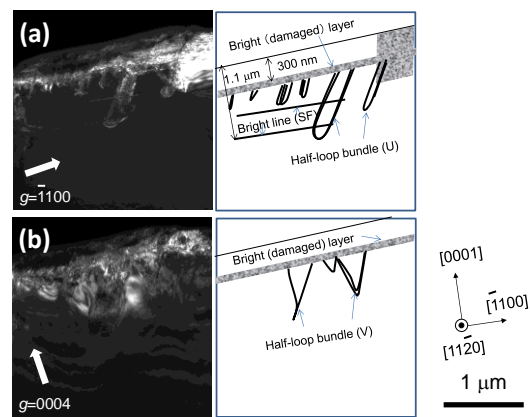 (a)
g=1̄100
Bright (damaged) layer
1.1 μm
300 nm
Bright line (SF)
Half-loop bundle (U)
(b)
g=0004
Bright (damaged) layer
Half-loop bundle (V)
[0001]
[1̄100]
[112̄0]
1 μm